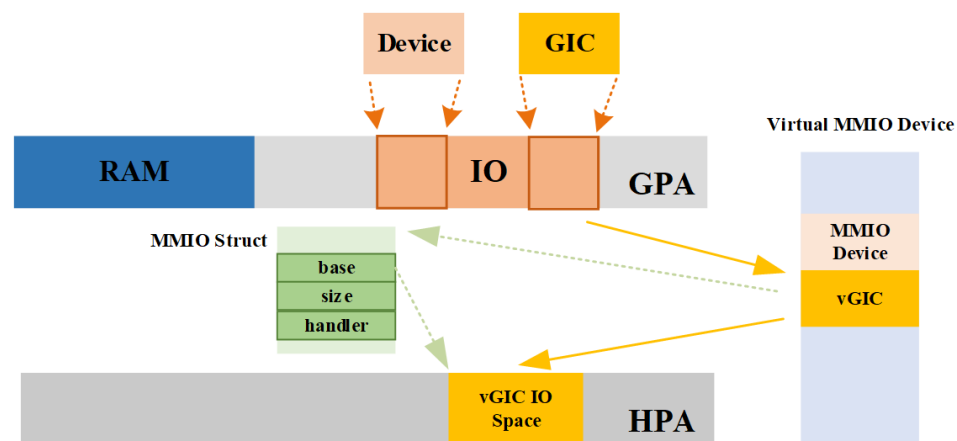 Device
GIC
Virtual MMIO Device
RAM
IO
GPA
MMIO Struct
base
size
handler
MMIO
Device
vGIC
vGIC IO
Space
HPA